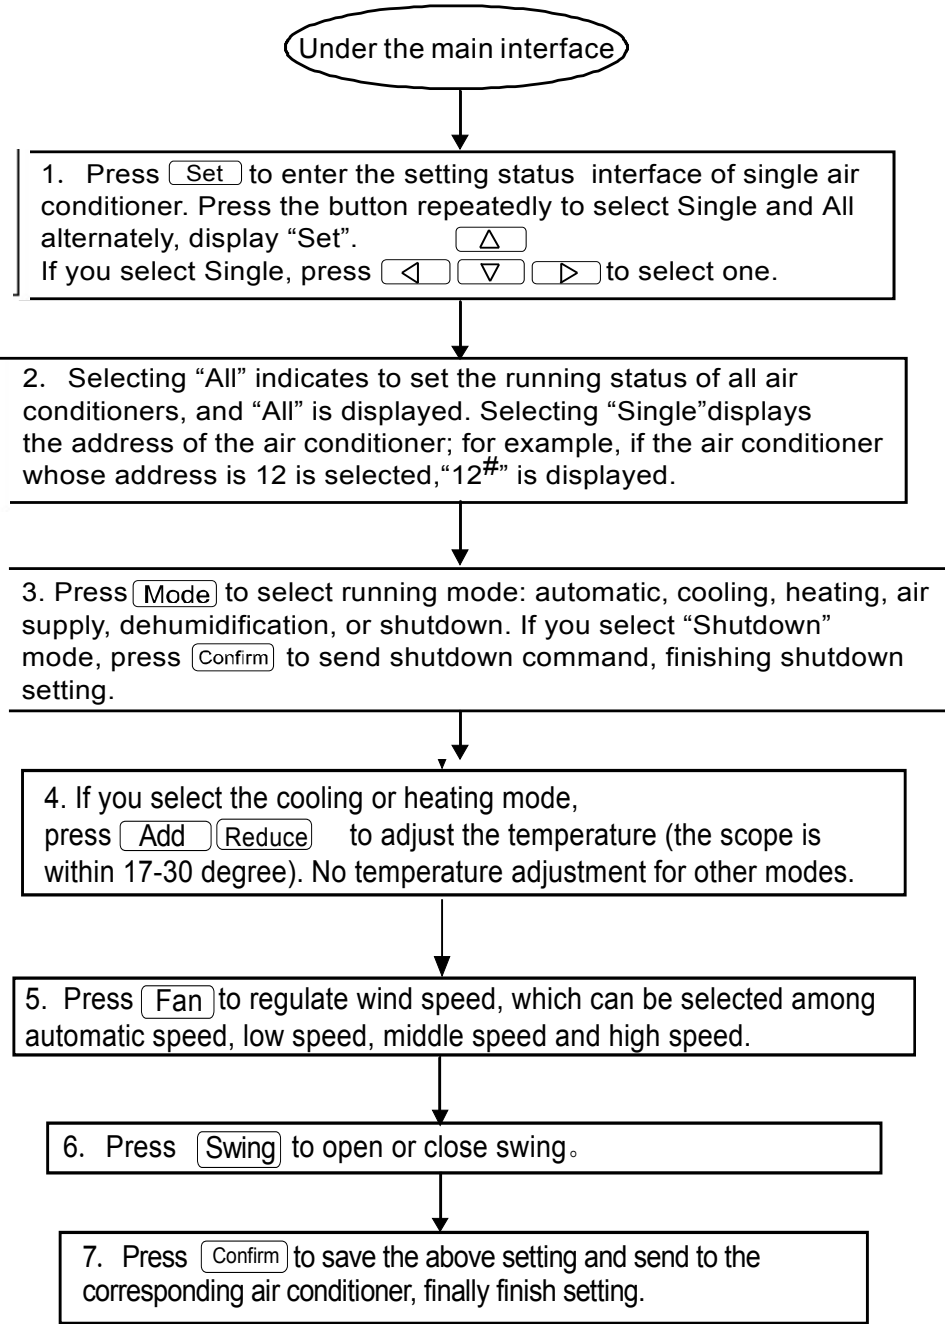 Under the main interface
1. Press Set to enter the setting status interface of single air
conditioner. Press the button repeatedly to select Single and All
alternately, display “Set”. △
If you select Single, press ◁ ▽ ▷ to select one.
2. Selecting “All” indicates to set the running status of all air
conditioners, and “All” is displayed. Selecting “Single”displays
the address of the air conditioner; for example, if the air conditioner
whose address is 12 is selected,“12#” is displayed.
3. Press Mode to select running mode: automatic, cooling, heating, air
supply, dehumidification, or shutdown. If you select “Shutdown”
mode, press Confirm to send shutdown command, finishing shutdown
setting.
4. If you select the cooling or heating mode,
press Add Reduce to adjust the temperature (the scope is
within 17-30 degree). No temperature adjustment for other modes.
5. Press Fan to regulate wind speed, which can be selected among
automatic speed, low speed, middle speed and high speed.
6. Press Swing to open or close swing。
7. Press Confirm to save the above setting and send to the
corresponding air conditioner, finally finish setting.